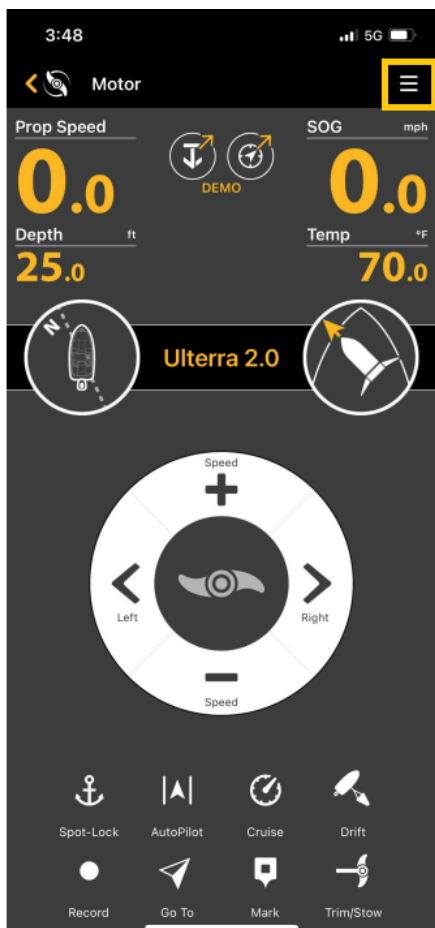 3:48
5G
Motor
Prop Speed
SOG mph
0.0
0.0
DEMO
Depth ft
Temp °F
25.0
70.0
N
Ulterra 2.0
Speed
Left
Right
Speed
Spot-Lock
AutoPilot
Cruise
Drift
Record
Go To
Mark
Trim/Stow